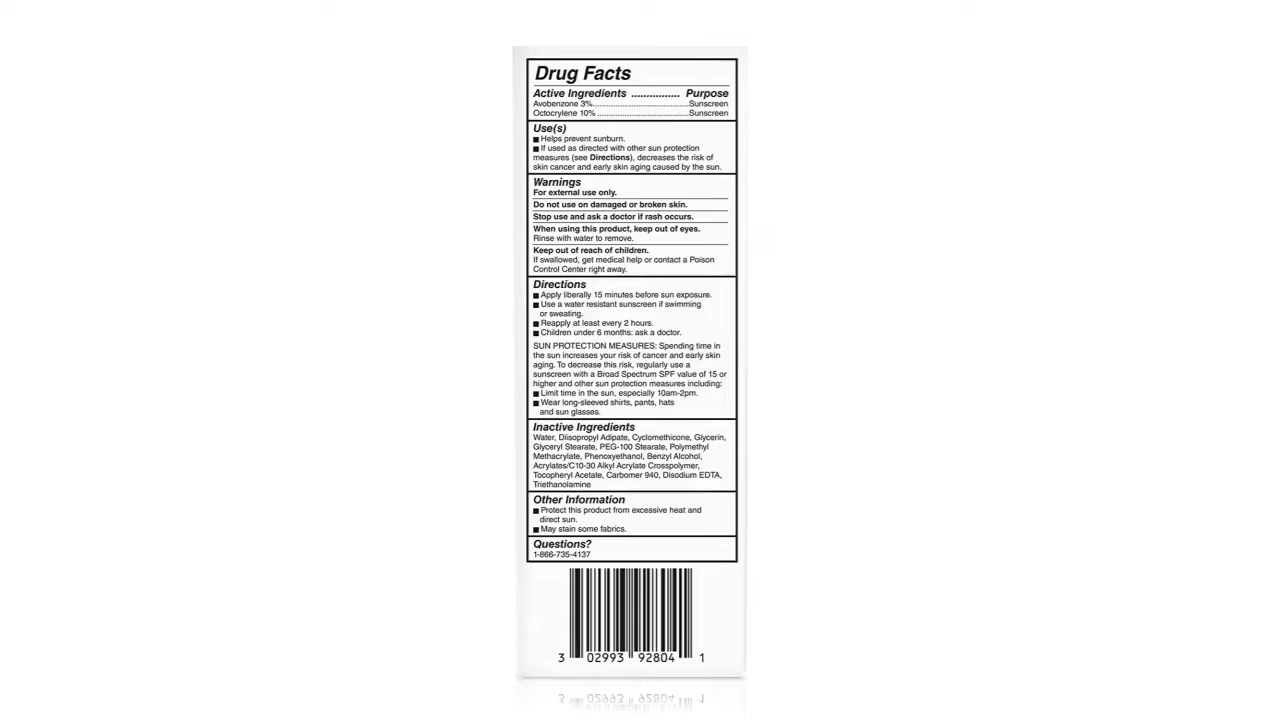 Drug Facts
Active Ingredients ................ Purpose
Avobenzone 3%........................................Sunscreen
Octocrylene 10% ......................................Sunscreen
Use(s)
■ Helps prevent sunburn.
■ If used as directed with other sun protection
measures (see Directions), decreases the risk of
skin cancer and early skin aging caused by the sun.
Warnings
For external use only.
Do not use on damaged or broken skin.
Stop use and ask a doctor if rash occurs.
When using this product, keep out of eyes.
Rinse with water to remove.
Keep out of reach of children.
If swallowed, get medical help or contact a Poison
Control Center right away.
Directions
■ Apply liberally 15 minutes before sun exposure.
■ Use a water resistant sunscreen if swimming
or sweating.
■ Reapply at least every 2 hours.
■ Children under 6 months: ask a doctor.
SUN PROTECTION MEASURES: Spending time in
the sun increases your risk of cancer and early skin
aging. To decrease this risk, regularly use a
sunscreen with a Broad Spectrum SPF value of 15 or
higher and other sun protection measures including:
■ Limit time in the sun, especially 10am-2pm.
■ Wear long-sleeved shirts, pants, hats
and sun glasses.
Inactive Ingredients
Water, Diisopropyl Adipate, Cyclomethicone, Glycerin,
Glyceryl Stearate, PEG-100 Stearate, Polymethyl
Methacrylate, Phenoxyethanol, Benzyl Alcohol,
Acrylates/C10-30 Alkyl Acrylate Crosspolymer,
Tocopheryl Acetate, Carbomer 940, Disodium EDTA,
Triethanolamine
Other Information
■ Protect this product from excessive heat and
direct sun.
■ May stain some fabrics.
Questions?
1-866-735-4137
3 02993 92804 1